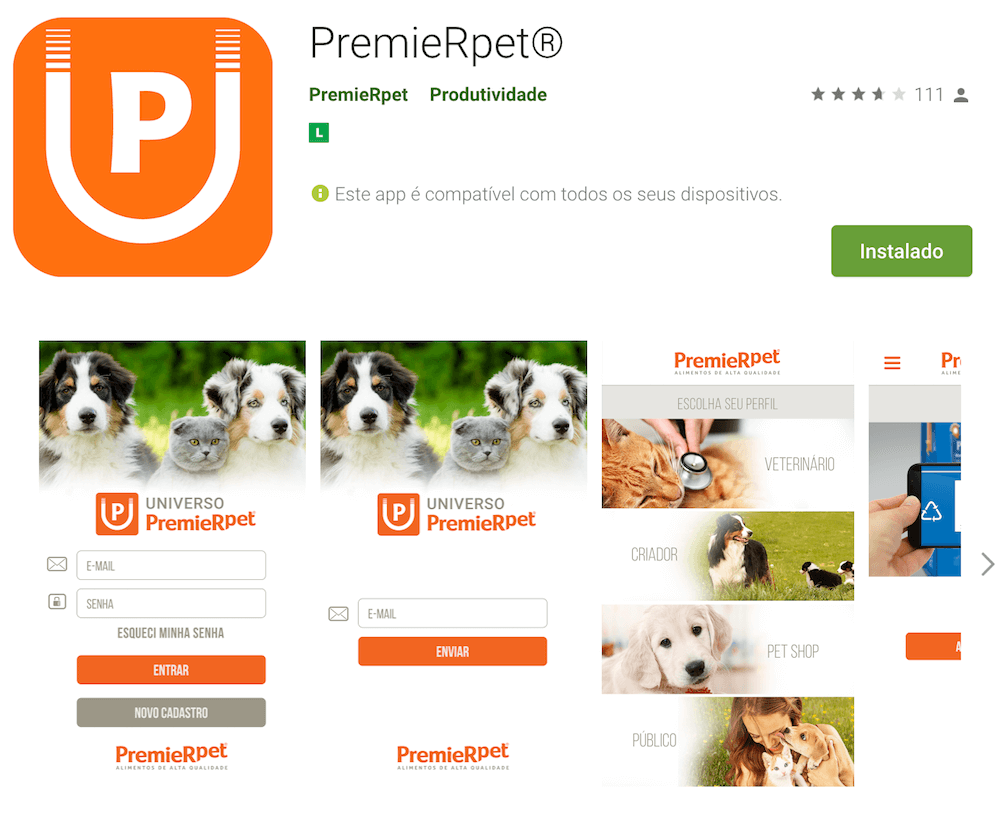 P
PremieRpet®
PremieRpet Produtividade
111
L
Este app é compatível com todos os seus dispositivos.
Instalado
P UNIVERSO
PremieRpet
E-MAIL
SENHA
ESQUECI MINHA SENHA
ENTRAR
NOVO CADASTRO
PremieRpet
ALIMENTOS DE ALTA QUALIDADE
P UNIVERSO
PremieRpet
E-MAIL
ENVIAR
PremieRpet
ALIMENTOS DE ALTA QUALIDADE
PremieRpet
ALIMENTOS DE ALTA QUALIDADE
ESCOLHA SEU PERFIL
VETERINÁRIO
CRIADOR
PET SHOP
PÚBLICO
Pr
ALIME
A